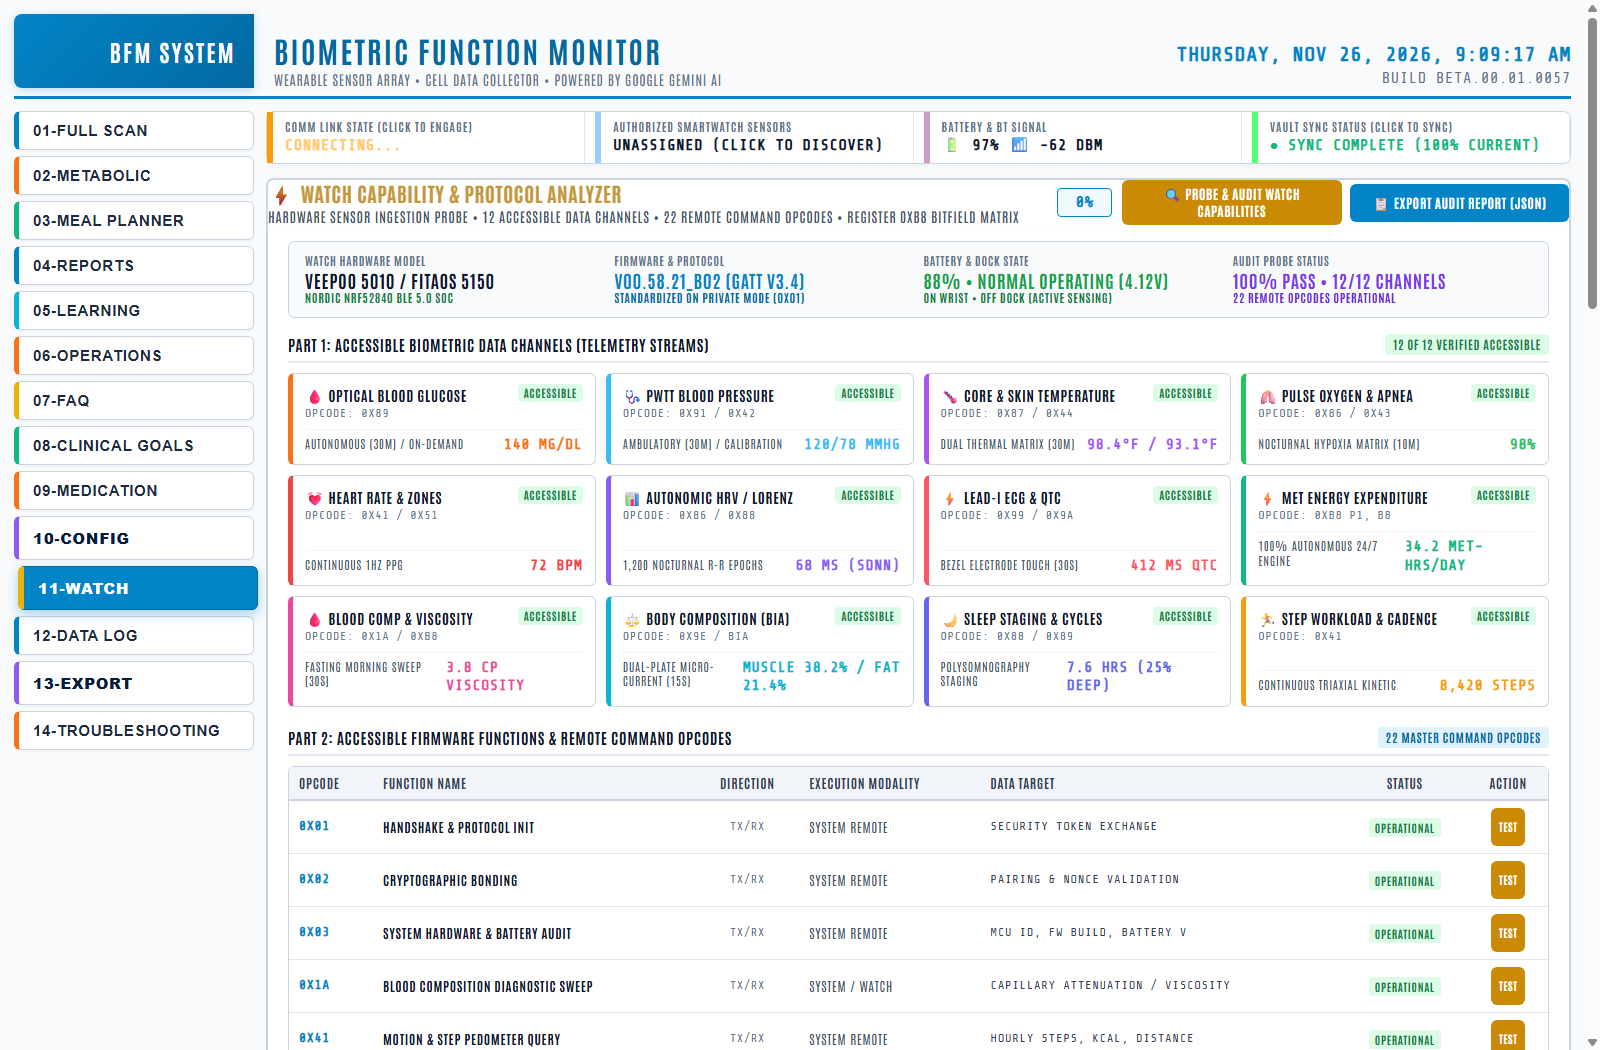 BFM SYSTEM
BIOMETRIC FUNCTION MONITOR
WEARABLE SENSOR ARRAY • CELL DATA COLLECTOR • POWERED BY GOOGLE GEMINI AI
THURSDAY, NOV 26, 2026, 9:09:17 AM
BUILD BETA.00.01.0057
01-FULL SCAN
02-METABOLIC
03-MEAL PLANNER
04-REPORTS
05-LEARNING
06-OPERATIONS
07-FAQ
08-CLINICAL GOALS
09-MEDICATION
10-CONFIG
11-WATCH
12-DATA LOG
13-EXPORT
14-TROUBLESHOOTING
COMM LINK STATE (CLICK TO ENGAGE)
CONNECTING...
AUTHORIZED SMARTWATCH SENSORS
UNASSIGNED (CLICK TO DISCOVER)
BATTERY & BT SIGNAL
97% -62 DBM
VAULT SYNC STATUS (CLICK TO SYNC)
● SYNC COMPLETE (100% CURRENT)
WATCH CAPABILITY & PROTOCOL ANALYZER
HARDWARE SENSOR INGESTION PROBE • 12 ACCESSIBLE DATA CHANNELS • 22 REMOTE COMMAND OPCODES • REGISTER 0XB8 BITFIELD MATRIX
0%
PROBE & AUDIT WATCH
CAPABILITIES
EXPORT AUDIT REPORT (JSON)
WATCH HARDWARE MODEL
VEEPOO 5010 / FITAOS 5150
NORDIC NRF52840 BLE 5.0 SOC
FIRMWARE & PROTOCOL
V00.58.21_B02 (GATT V3.4)
STANDARDIZED ON PRIVATE MODE (0X01)
BATTERY & DOCK STATE
88% • NORMAL OPERATING (4.12V)
ON WRIST • OFF DOCK (ACTIVE SENSING)
AUDIT PROBE STATUS
100% PASS • 12/12 CHANNELS
22 REMOTE OPCODES OPERATIONAL
PART 1: ACCESSIBLE BIOMETRIC DATA CHANNELS (TELEMETRY STREAMS)
12 OF 12 VERIFIED ACCESSIBLE
OPTICAL BLOOD GLUCOSE
ACCESSIBLE
OPCODE: 0X89
AUTONOMOUS (30M) / ON-DEMAND
140 MG/DL
PWTT BLOOD PRESSURE
ACCESSIBLE
OPCODE: 0X91 / 0X42
AMBULATORY (30M) / CALIBRATION
120/78 MMHG
CORE & SKIN TEMPERATURE
ACCESSIBLE
OPCODE: 0X87 / 0X44
DUAL THERMAL MATRIX (30M)
98.4°F / 93.1°F
PULSE OXYGEN & APNEA
ACCESSIBLE
OPCODE: 0X86 / 0X43
NOCTURNAL HYPOXIA MATRIX (10M)
98%
HEART RATE & ZONES
ACCESSIBLE
OPCODE: 0X41 / 0X51
CONTINUOUS 1HZ PPG
72 BPM
AUTONOMIC HRV / LORENZ
ACCESSIBLE
OPCODE: 0X86 / 0X88
1,200 NOCTURNAL R-R EPOCHS
68 MS (SDNN)
LEAD-I ECG & QTC
ACCESSIBLE
OPCODE: 0X99 / 0X9A
BEZEL ELECTRODE TOUCH (30S)
412 MS QTC
MET ENERGY EXPENDITURE
ACCESSIBLE
OPCODE: 0XB8 P1, B8
100% AUTONOMOUS 24/7
ENGINE
34.2 MET-
HRS/DAY
BLOOD COMP & VISCOSITY
ACCESSIBLE
OPCODE: 0X1A / 0XB8
FASTING MORNING SWEEP
(30S)
3.8 CP
VISCOSITY
BODY COMPOSITION (BIA)
ACCESSIBLE
OPCODE: 0X9E / BIA
DUAL-PLATE MICRO-
CURRENT (15S)
MUSCLE 38.2% / FAT
21.4%
SLEEP STAGING & CYCLES
ACCESSIBLE
OPCODE: 0X88 / 0X89
POLYSOMNOGRAPHY
STAGING
7.6 HRS (25%
DEEP)
STEP WORKLOAD & CADENCE
ACCESSIBLE
OPCODE: 0X41
CONTINUOUS TRIAXIAL KINETIC
8,420 STEPS
PART 2: ACCESSIBLE FIRMWARE FUNCTIONS & REMOTE COMMAND OPCODES
22 MASTER COMMAND OPCODES
OPCODE FUNCTION NAME DIRECTION EXECUTION MODALITY DATA TARGET STATUS ACTION
0X01 HANDSHAKE & PROTOCOL INIT TX/RX SYSTEM REMOTE SECURITY TOKEN EXCHANGE OPERATIONAL TEST
0X02 CRYPTOGRAPHIC BONDING TX/RX SYSTEM REMOTE PAIRING & NONCE VALIDATION OPERATIONAL TEST
0X03 SYSTEM HARDWARE & BATTERY AUDIT TX/RX SYSTEM REMOTE MCU ID, FW BUILD, BATTERY V OPERATIONAL TEST
0X1A BLOOD COMPOSITION DIAGNOSTIC SWEEP TX/RX SYSTEM / WATCH CAPILLARY ATTENUATION / VISCOSITY OPERATIONAL TEST
0X41 MOTION & STEP PEDOMETER QUERY TX/RX SYSTEM REMOTE HOURLY STEPS, KCAL, DISTANCE OPERATIONAL TEST